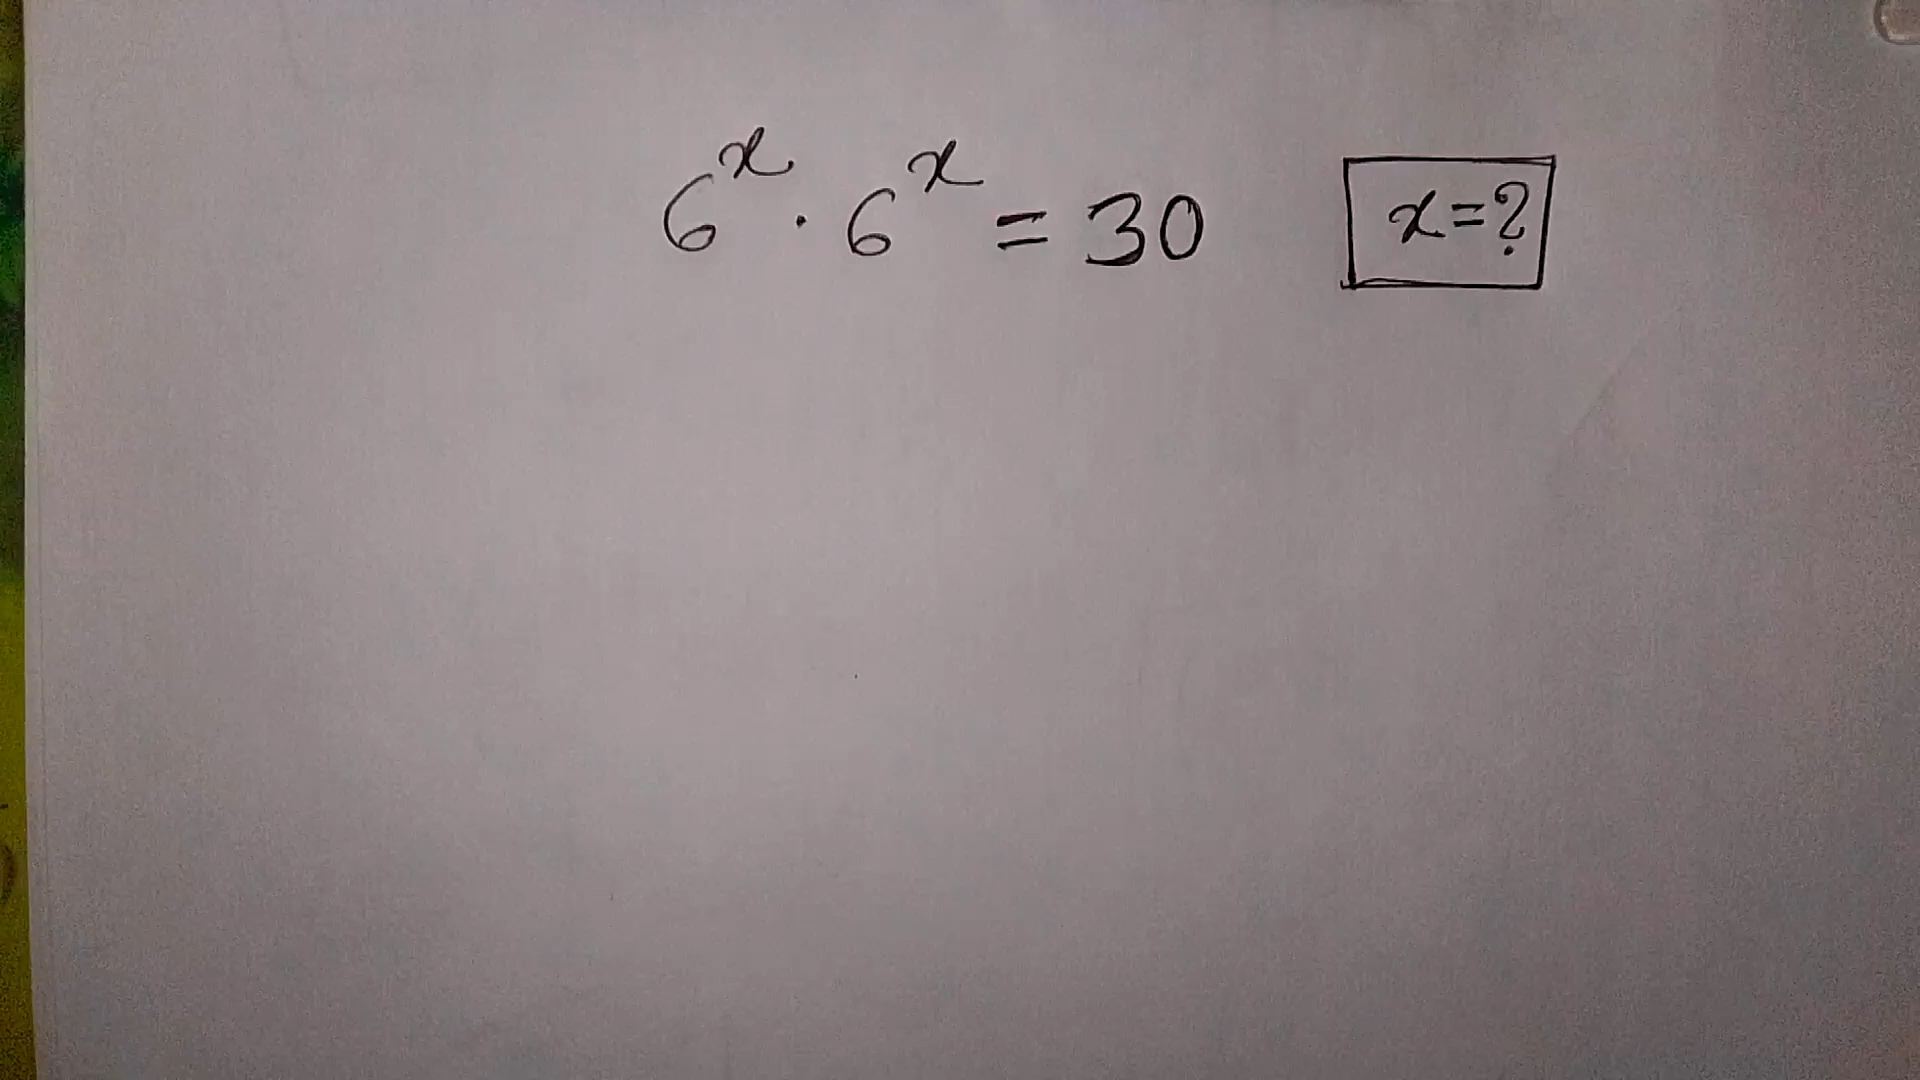 6^x · 6^x = 30 x=?